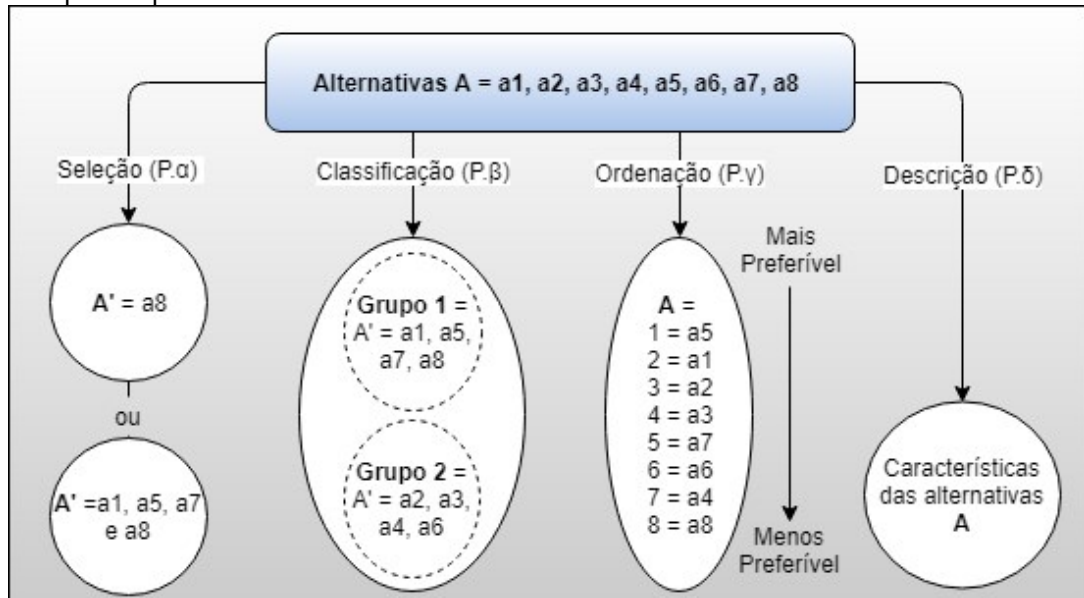 Alternativas A = a1, a2, a3, a4, a5, a6, a7, a8
Seleção (P.α)
Classificação (P.β)
Ordenação (P.γ)
Descrição (P.δ)
A' = a8
ou
A' =a1, a5, a7
e a8
Grupo 1 =
A' = a1, a5,
a7, a8
Grupo 2 =
A' = a2, a3,
a4, a6
A =
1 = a5
2 = a1
3 = a2
4 = a3
5 = a7
6 = a6
7 = a4
8 = a8
Mais
Preferível
Menos
Preferível
Características
das alternativas
A